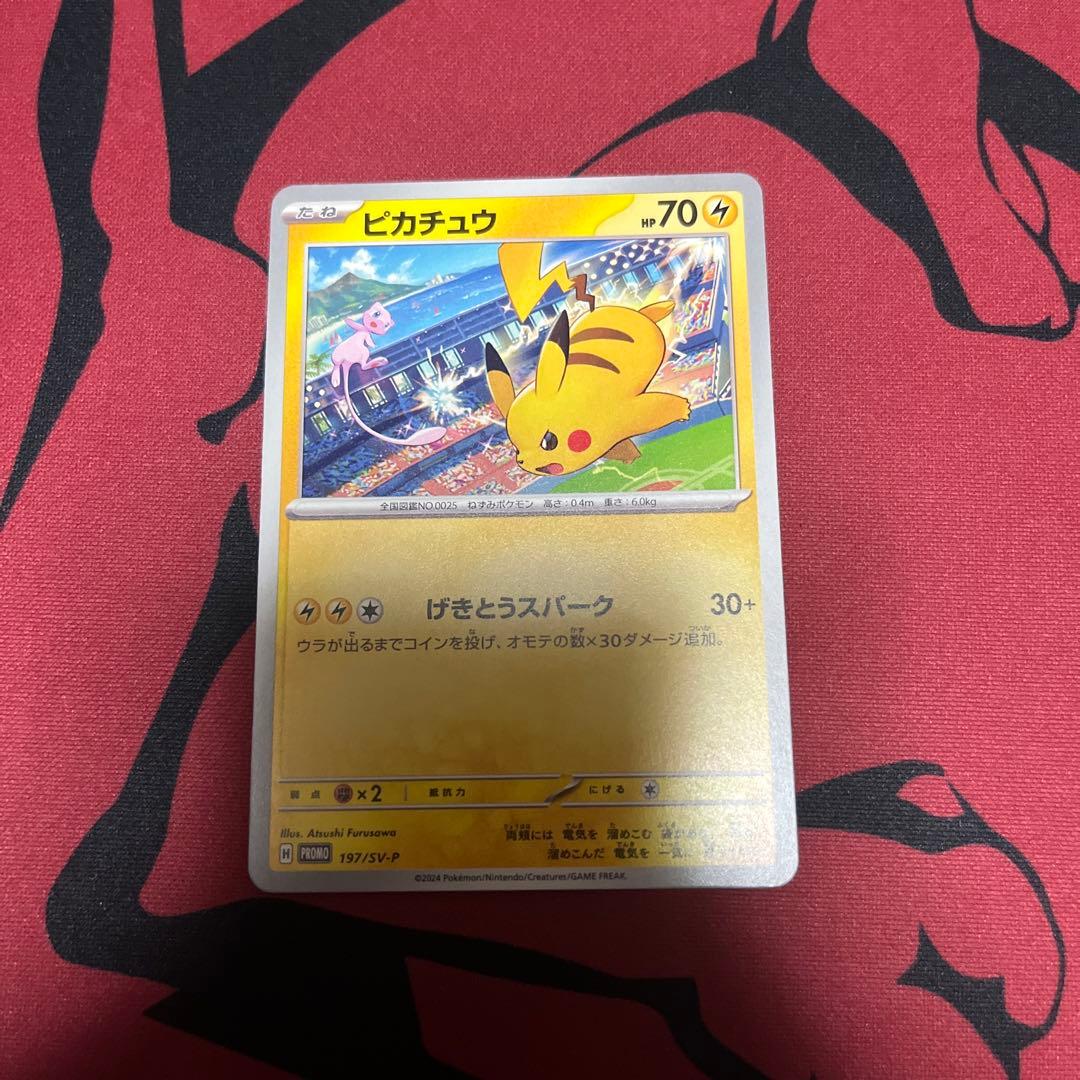 たね ピカチュウ HP 70
全国図鑑NO.0025 ねずみポケモン 高さ:0.4m 重さ:6.0kg
げきとうスパーク 30+
ウラが出るまでコインを投げ、オモテの数×30ダメージ追加。
弱点 ×2 抵抗力 にげる
Illus. Atsushi Furusawa
両頬には 電気を 溜めこむ
溜めこんだ 電気を 一気に
H PROMO 197/SV-P
©2024 Pokémon/Nintendo/Creatures/GAME FREAK.